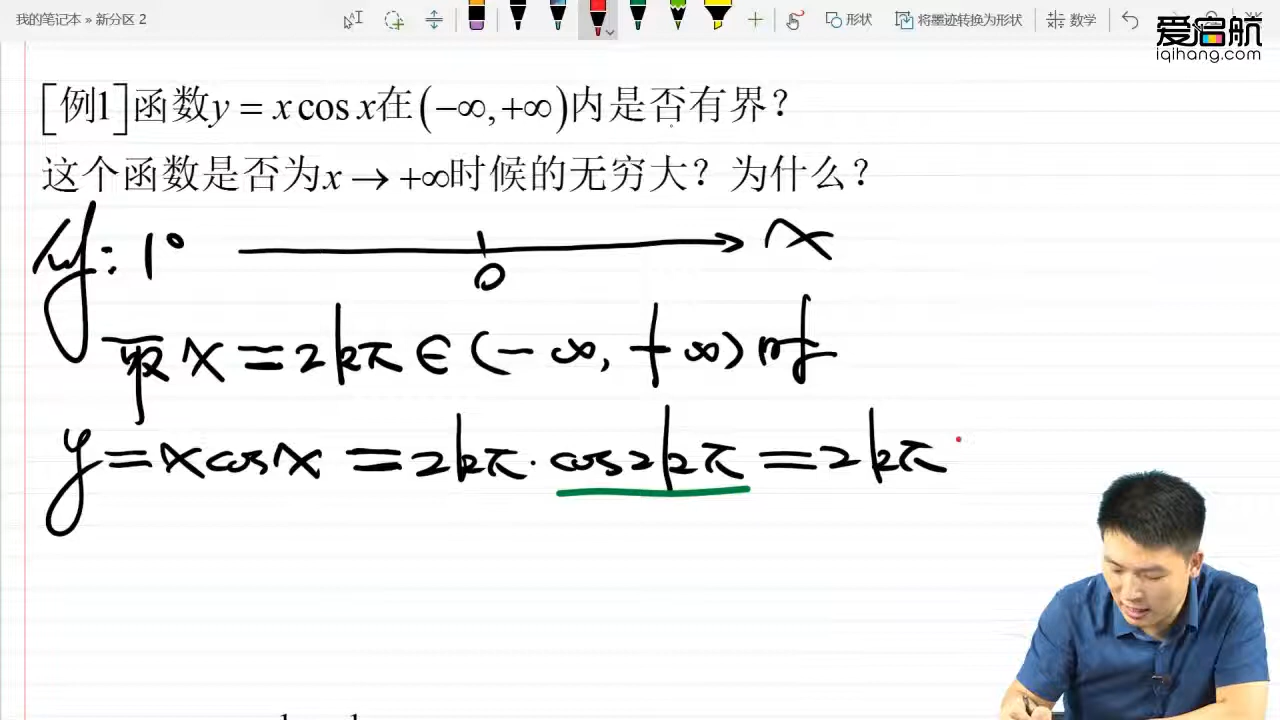 我的笔记本 » 新分区 2
形状
将墨迹转换为形状
数学
爱启航
iqihang.com
[例1]函数y = x cos x在(−∞,+∞)内是否有界？
这个函数是否为x → +∞时候的无穷大？为什么？
解：1° 0 x
取 x = 2kπ ∈ (−∞, +∞) 时
y = x cos x = 2kπ · cos 2kπ = 2kπ